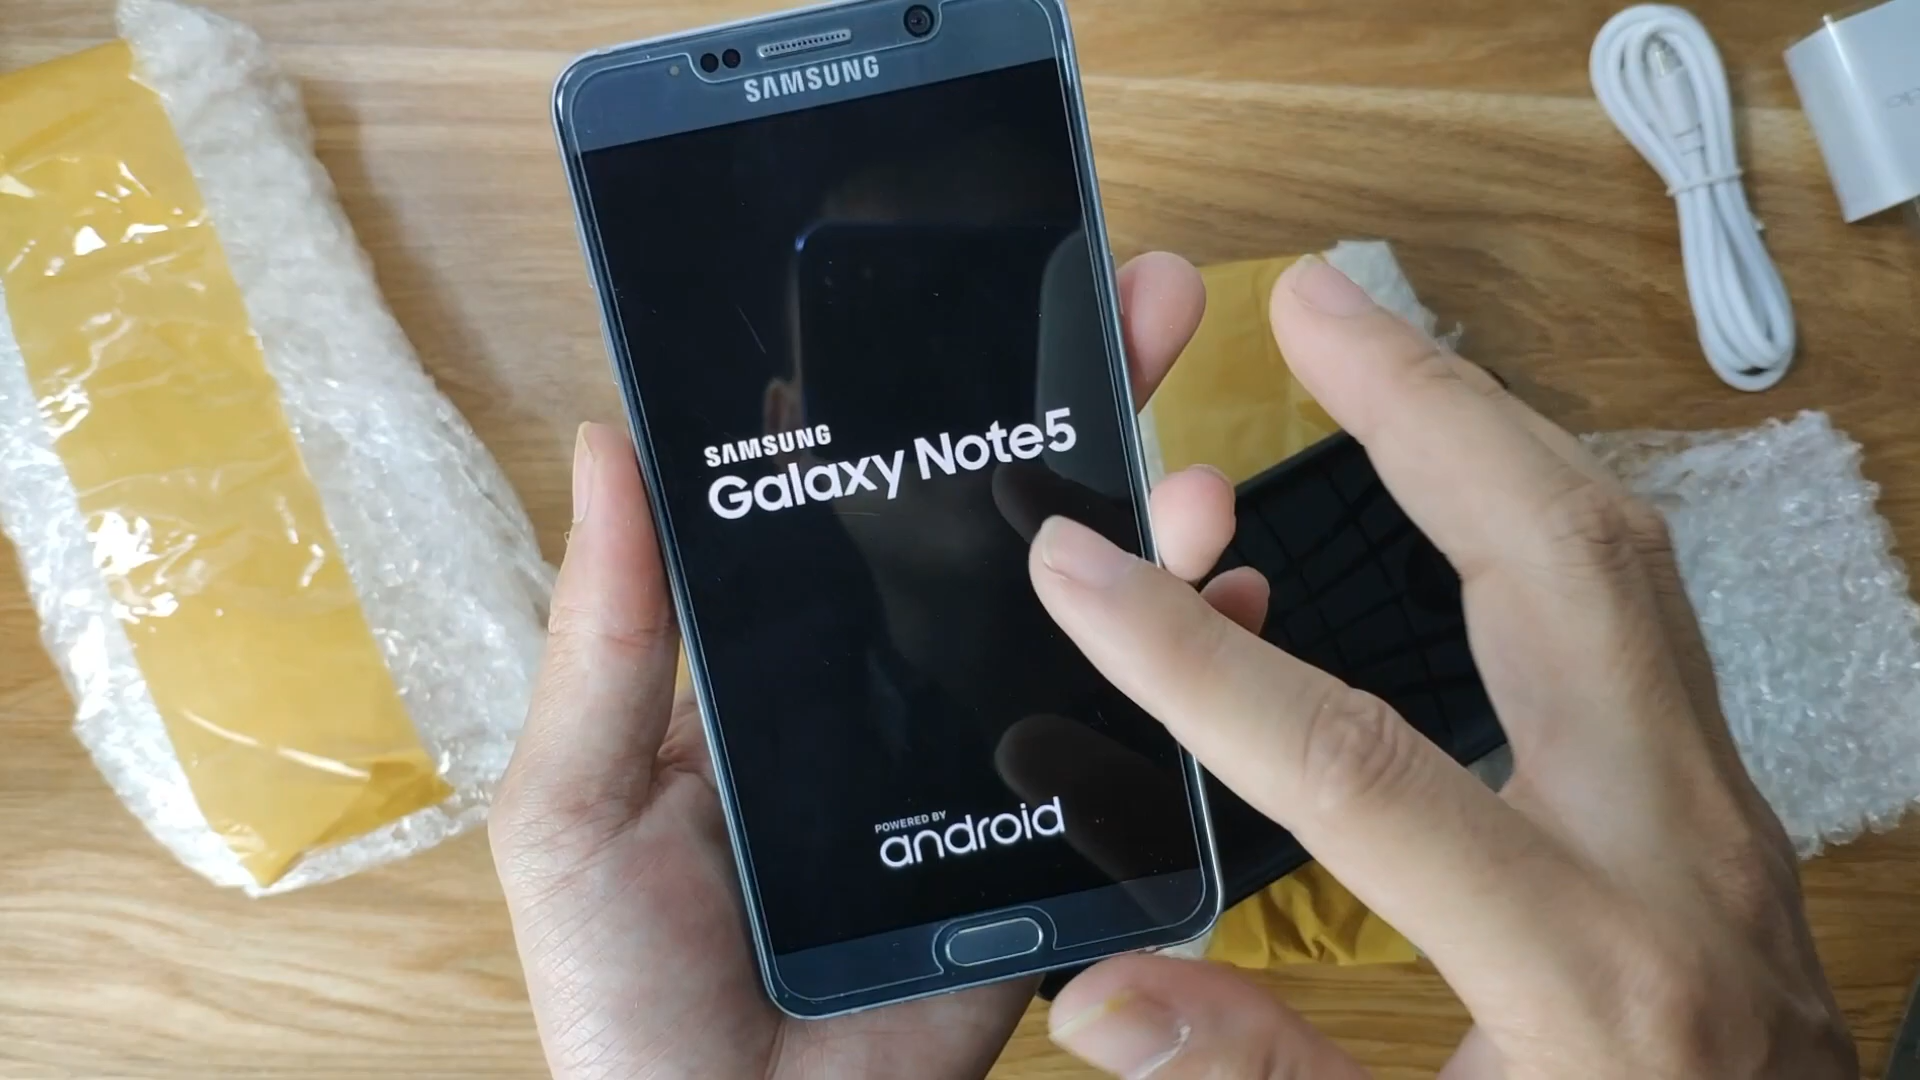 SAMSUNG
SAMSUNG
Galaxy Note5
POWERED BY
android